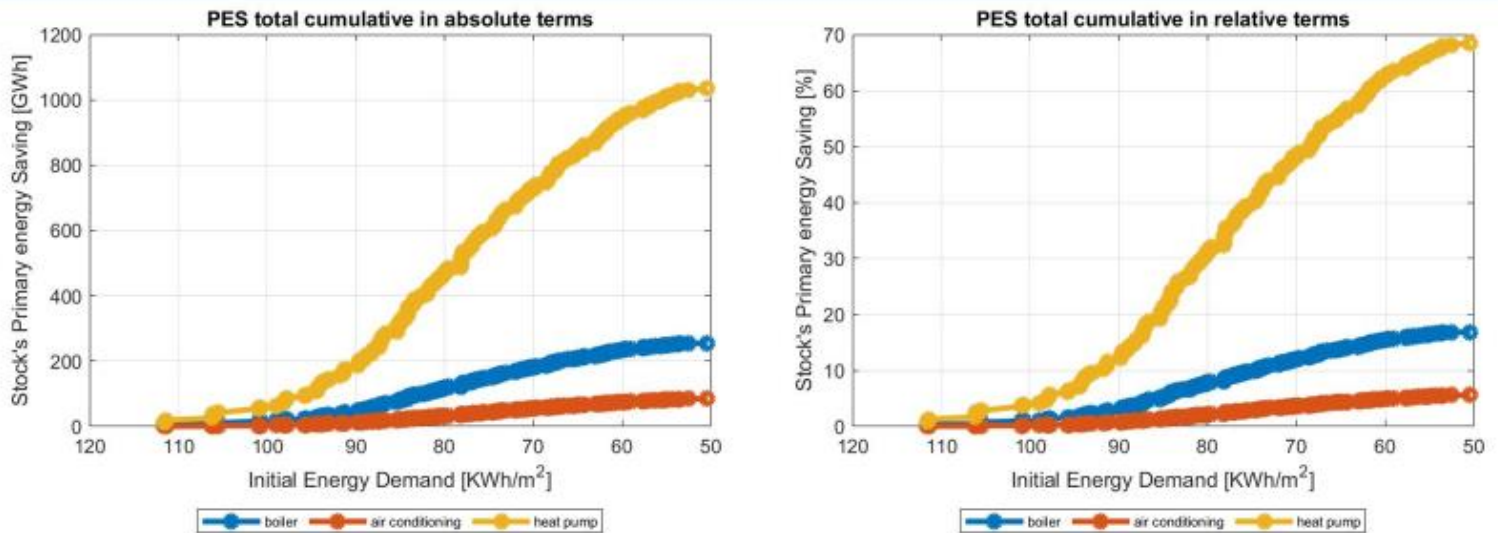 PES total cumulative in absolute terms
Stock's Primary energy Saving [GWh]
1200
1000
800
600
400
200
0
120 110 100 90 80 70 60 50
Initial Energy Demand [KWh/m²]
boiler air conditioning heat pump
PES total cumulative in relative terms
Stock's Primary energy Saving [%]
70
60
50
40
30
20
10
0
120 110 100 90 80 70 60 50
Initial Energy Demand [KWh/m²]
boiler air conditioning heat pump